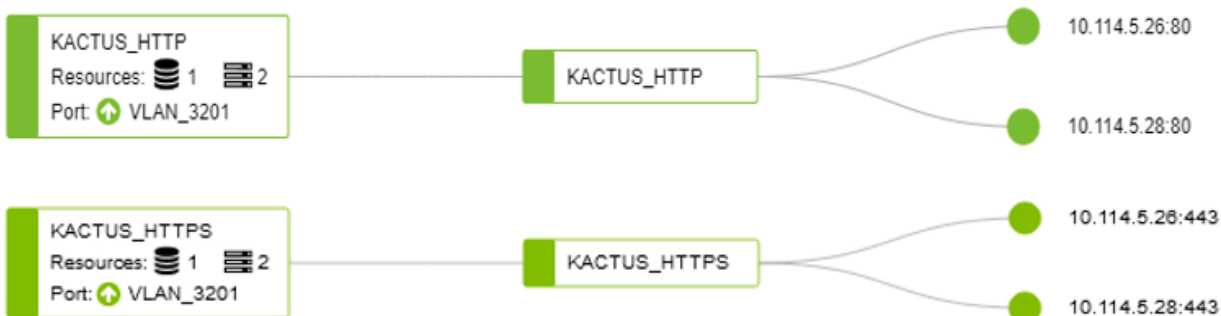 KACTUS_HTTP
Resources: 1 2
Port: VLAN_3201
KACTUS_HTTP
10.114.5.26:80
10.114.5.28:80
KACTUS_HTTPS
Resources: 1 2
Port: VLAN_3201
KACTUS_HTTPS
10.114.5.26:443
10.114.5.28:443